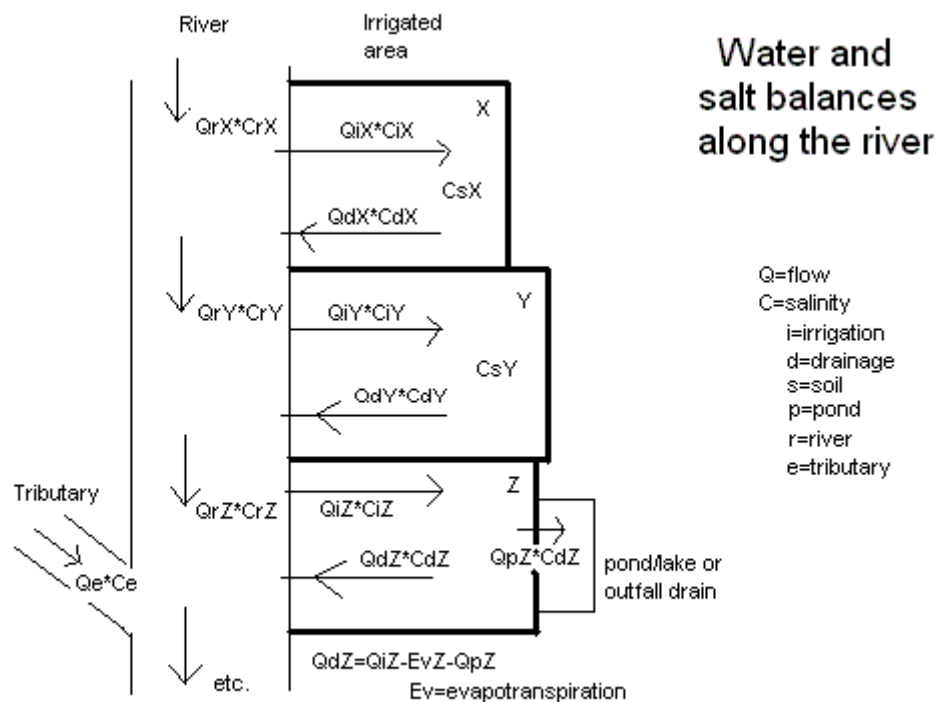 River
Irrigated
area
Water and
salt balances
along the river
X
QrX*CrX
QiX*CiX
CsX
QdX*CdX
Y
QrY*CrY
QiY*CiY
CsY
QdY*CdY
Q=flow
C=salinity
i=irrigation
d=drainage
s=soil
p=pond
r=river
e=tributary
Tributary
Qe*Ce
Z
QrZ*CrZ
QiZ*CiZ
QdZ*CdZ
QpZ*CdZ
pond/lake or
outfall drain
QdZ=QiZ-EvZ-QpZ
etc.
Ev=evapotranspiration